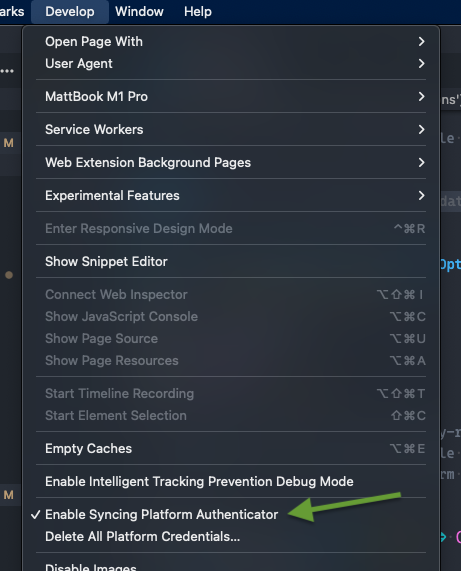 arks Develop Window Help
Open Page With
User Agent
MattBook M1 Pro
ns'
Service Workers
M
le
Web Extension Background Pages
Experimental Features
dat
Enter Responsive Design Mode ^⌘R
Show Snippet Editor
Opt
Connect Web Inspector ⌥⇧⌘I
Show JavaScript Console ⌥⌘C
Show Page Source ⌥⌘U
Show Page Resources ⌥⌘A
Start Timeline Recording ⌥⇧⌘T
Start Element Selection ⇧⌘C
y-r
Empty Caches ⌥⌘E
le
Enable Intelligent Tracking Prevention Debug Mode
rm
M
✓ Enable Syncing Platform Authenticator
Delete All Platform Credentials...
Disable Images